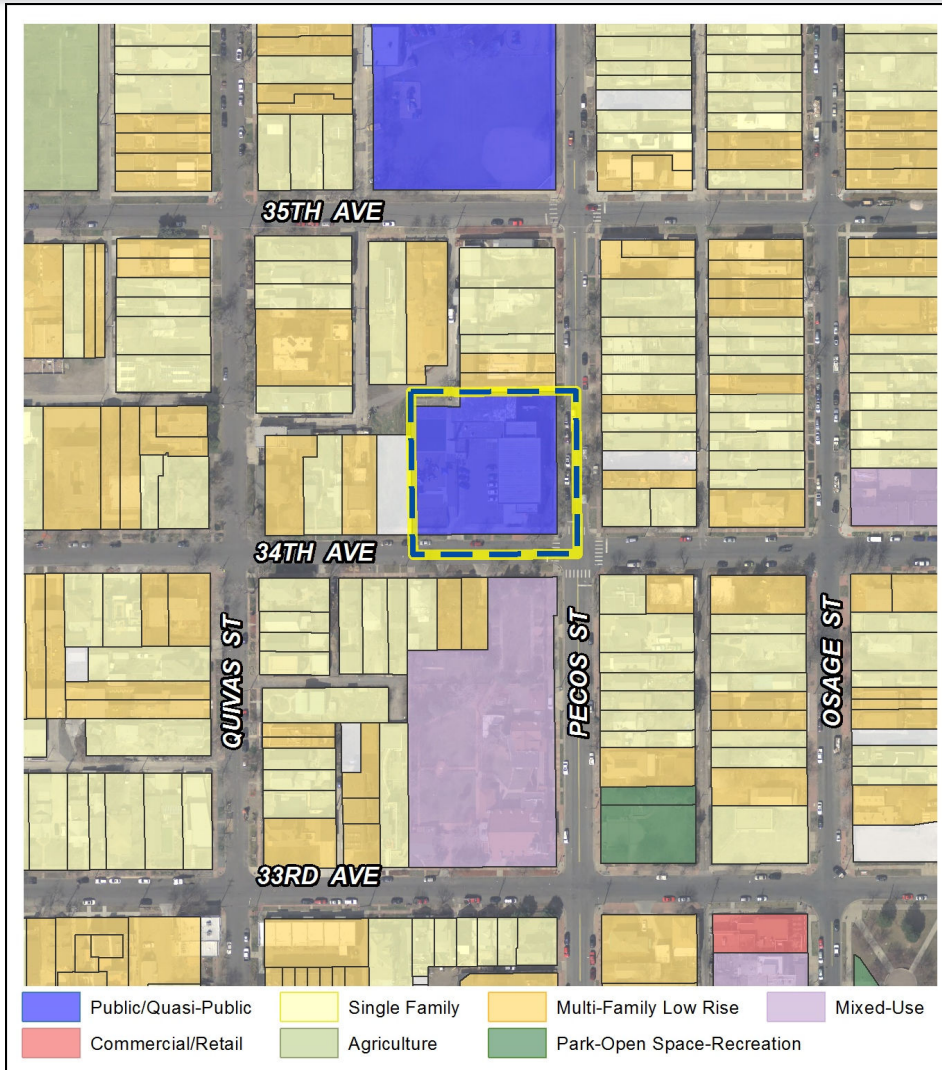 35TH AVE
34TH AVE
QUIVAS ST
PECOS ST
OSAGE ST
33RD AVE
Public/Quasi-Public
Single Family
Multi-Family Low Rise
Mixed-Use
Commercial/Retail
Agriculture
Park-Open Space-Recreation